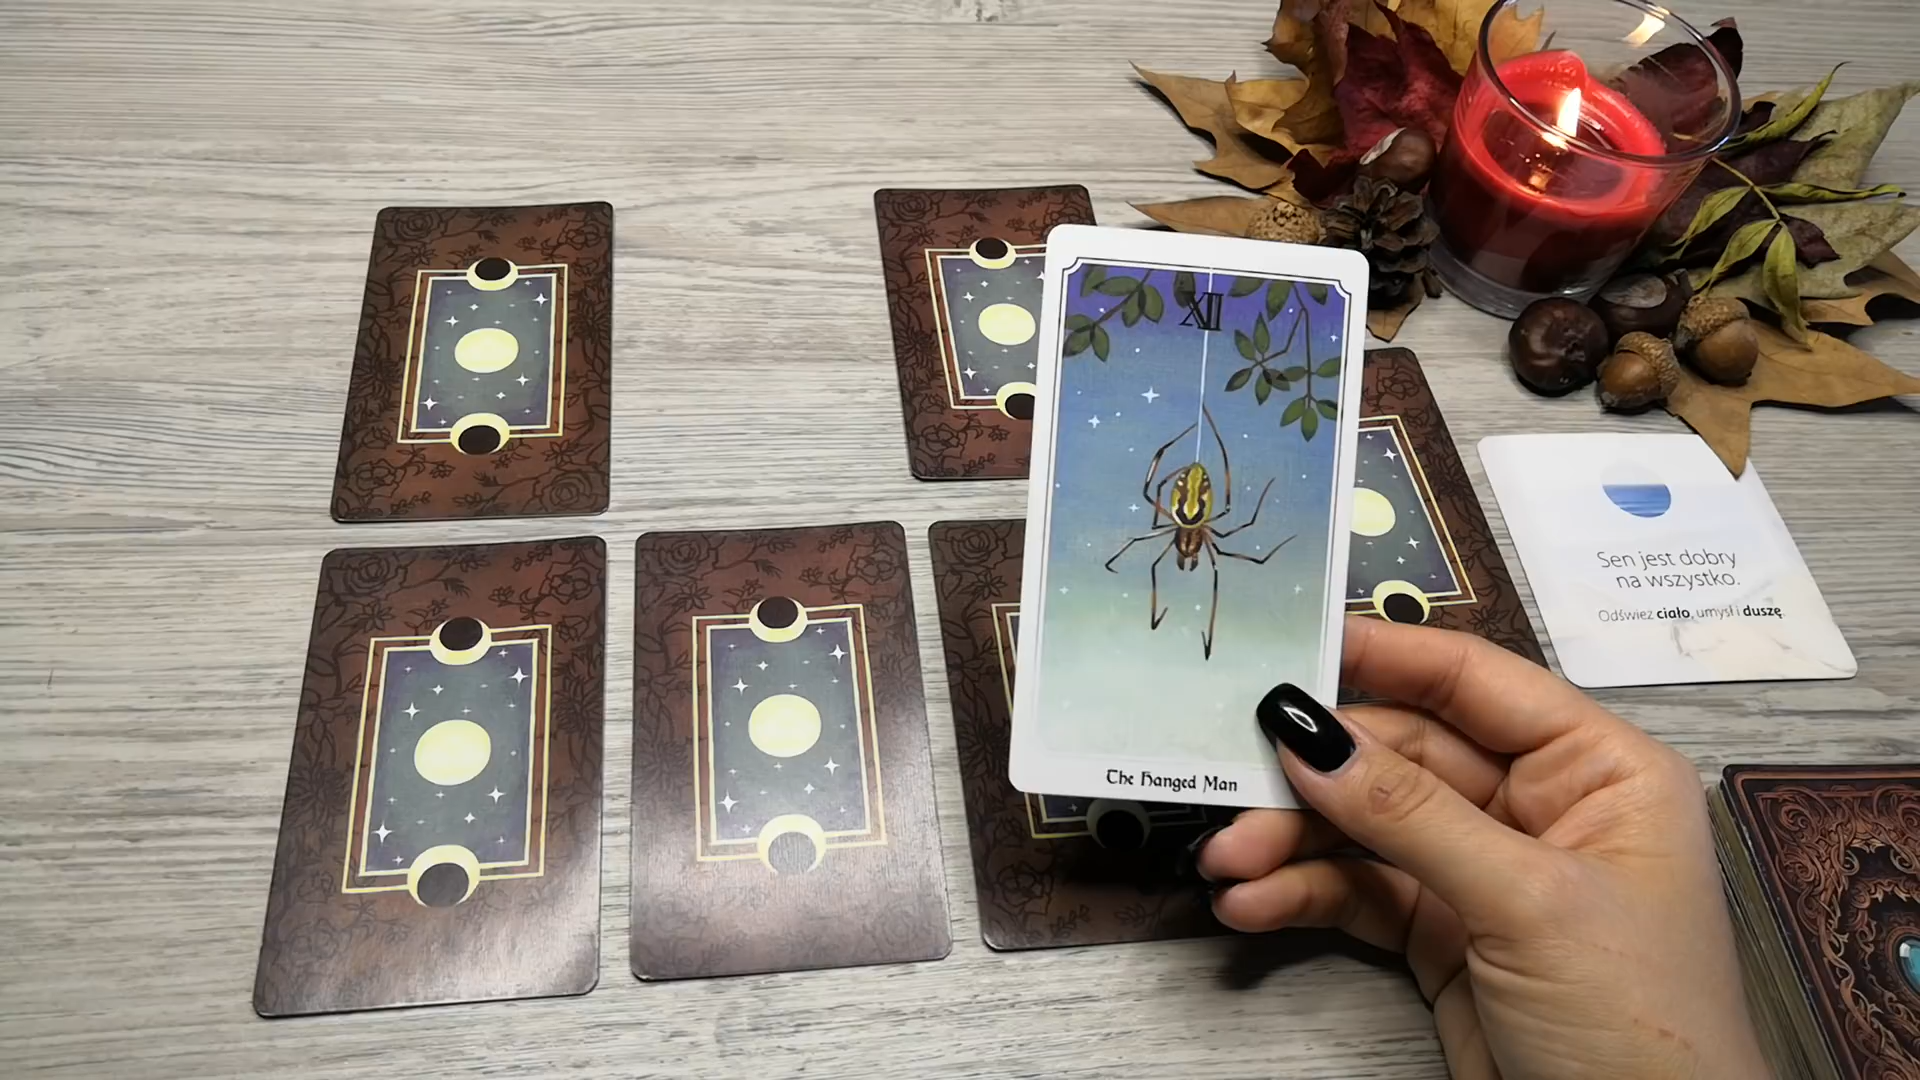 XII
The Hanged Man
Sen jest dobry
na wszystko.
Odśwież ciało, umysł i duszę.